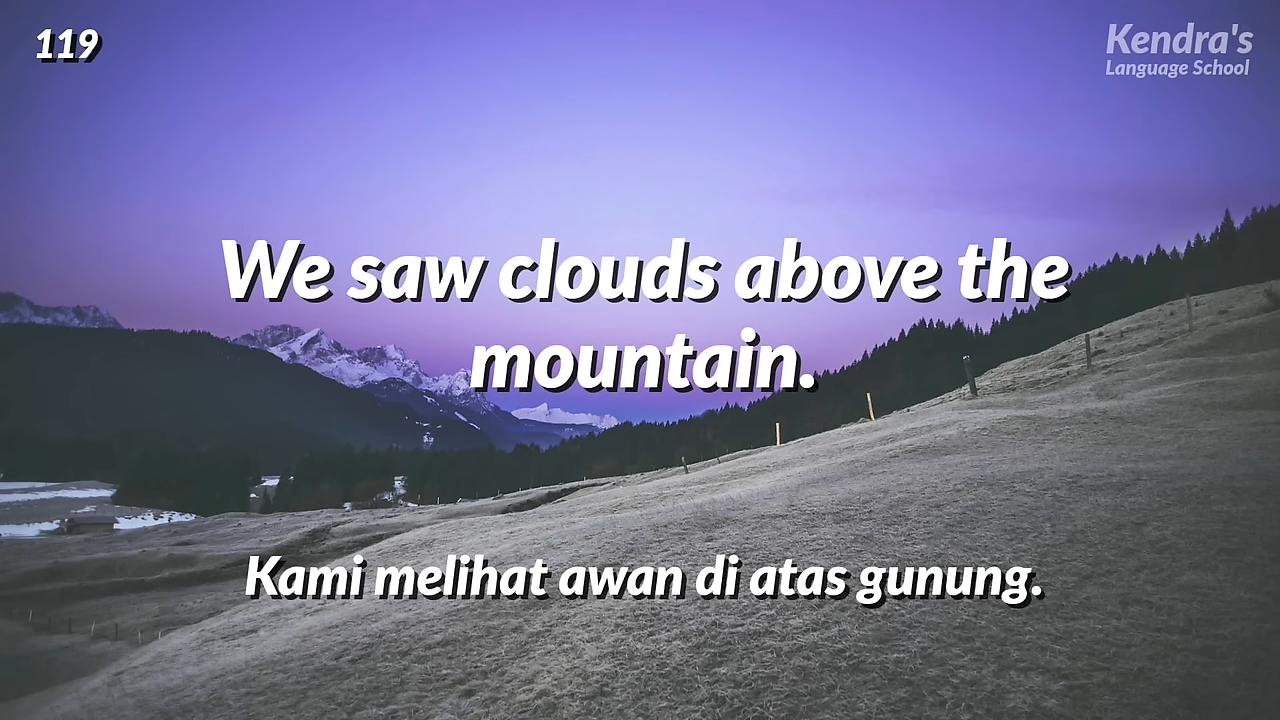 119
Kendra's
Language School
We saw clouds above the
mountain.
Kami melihat awan di atas gunung.